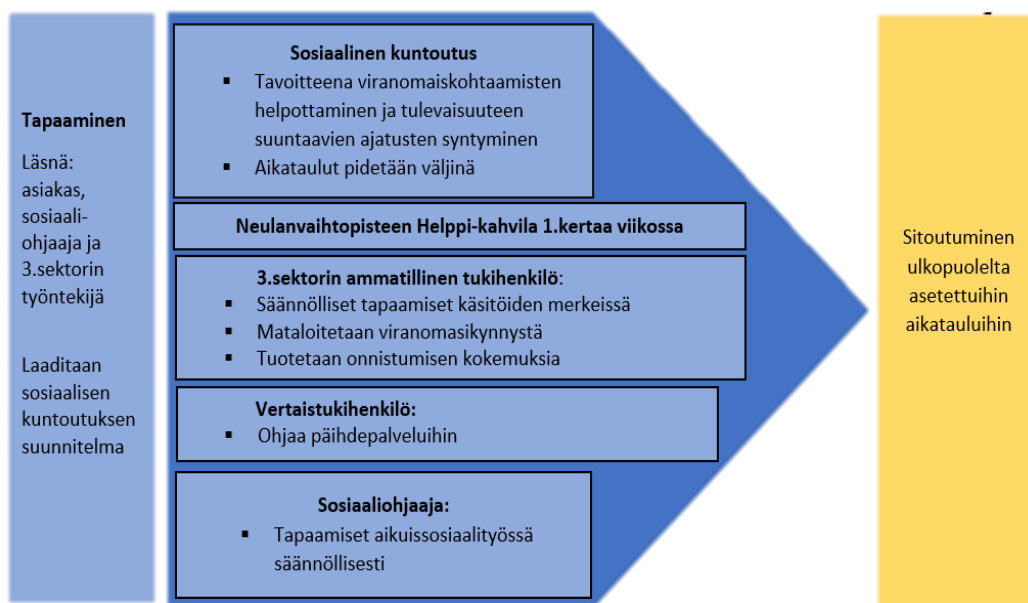 Tapaaminen
Läsnä:
asiakas,
sosiaali-
ohjaaja ja
3.sektorin
työntekijä
Laaditaan
sosiaalisen
kuntoutuksen
suunnitelma
Sosiaalinen kuntoutus
▪ Tavoitteena viranomaiskohtaamisten
helpottaminen ja tulevaisuuteen
suuntaavien ajatusten syntyminen
▪ Aikataulut pidetään väljinä
Neulanvaihtopisteen Helppi-kahvila 1.kertaa viikossa
3.sektorin ammatillinen tukihenkilö:
▪ Säännölliset tapaamiset käsitöiden merkeissä
▪ Mataloitetaan viranomasikynnystä
▪ Tuotetaan onnistumisen kokemuksia
Vertaistukihenkilö:
▪ Ohjaa päihdepalveluihin
Sosiaaliohjaaja:
▪ Tapaamiset aikuissosiaalityössä
säännöllisesti
Sitoutuminen
ulkopuolelta
asetettuihin
aikatauluihin